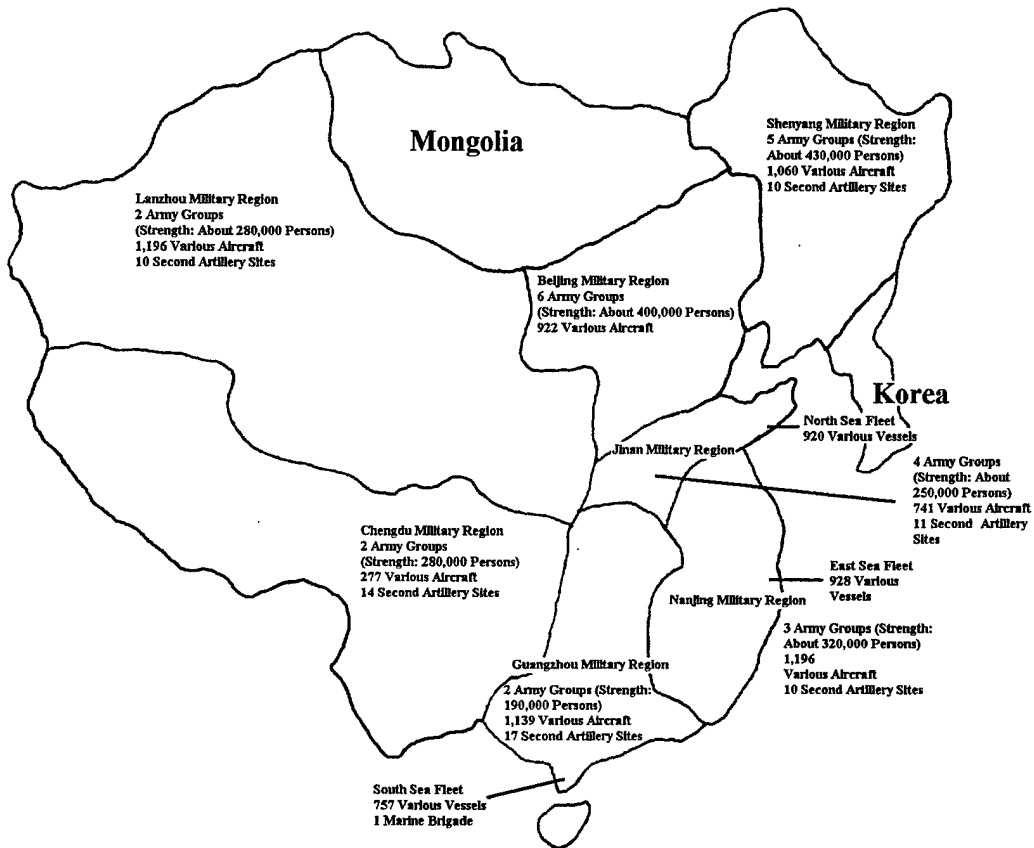 Mongolia
Shenyang Military Region
5 Army Groups (Strength:
About 430,000 Persons)
1,060 Various Aircraft
10 Second Artillery Sites
Lanzhou Military Region
2 Army Groups
(Strength: About 280,000 Persons)
1,196 Various Aircraft
10 Second Artillery Sites
Beijing Military Region
6 Army Groups
(Strength: About 400,000 Persons)
922 Various Aircraft
Korea
North Sea Fleet
920 Various Vessels
Jinan Military Region
4 Army Groups
(Strength: About
250,000 Persons)
741 Various Aircraft
11 Second Artillery
Sites
Chengdu Military Region
2 Army Groups
(Strength: 280,000 Persons)
277 Various Aircraft
14 Second Artillery Sites
East Sea Fleet
928 Various
Vessels
Nanjing Military Region
3 Army Groups (Strength:
About 320,000 Persons)
1,196
Various Aircraft
10 Second Artillery Sites
Guangzhou Military Region
2 Army Groups (Strength:
190,000 Persons)
1,139 Various Aircraft
17 Second Artillery Sites
South Sea Fleet
757 Various Vessels
1 Marine Brigade